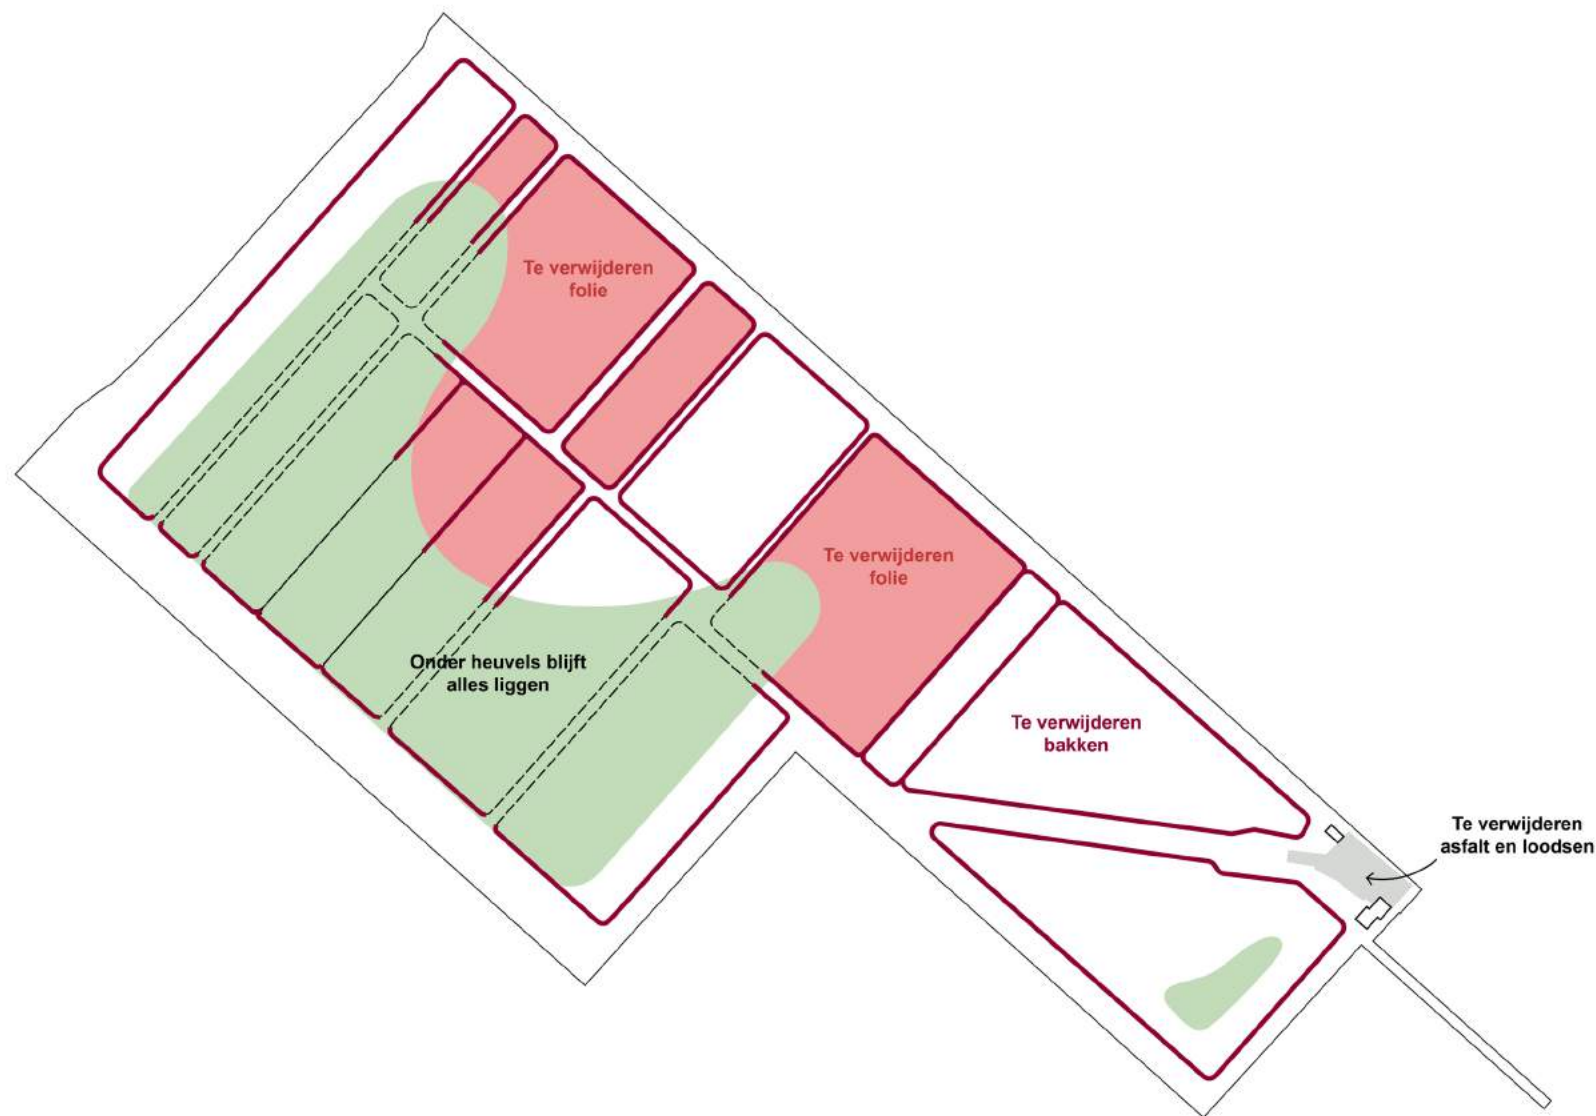 Te verwijderen
folie
Te verwijderen
folie
Onder heuvels blijft
alles liggen
Te verwijderen
bakken
Te verwijderen
asfalt en loodsen